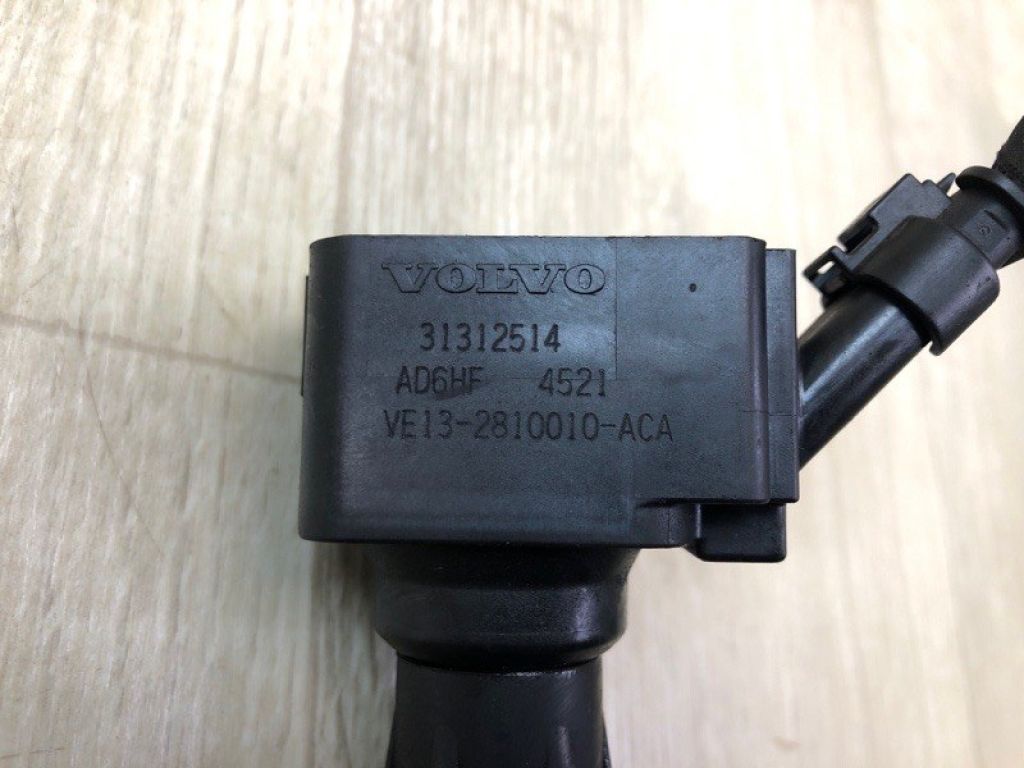 VOLVO
31312514
AD6HF 4521
VE13-2810010-ACA